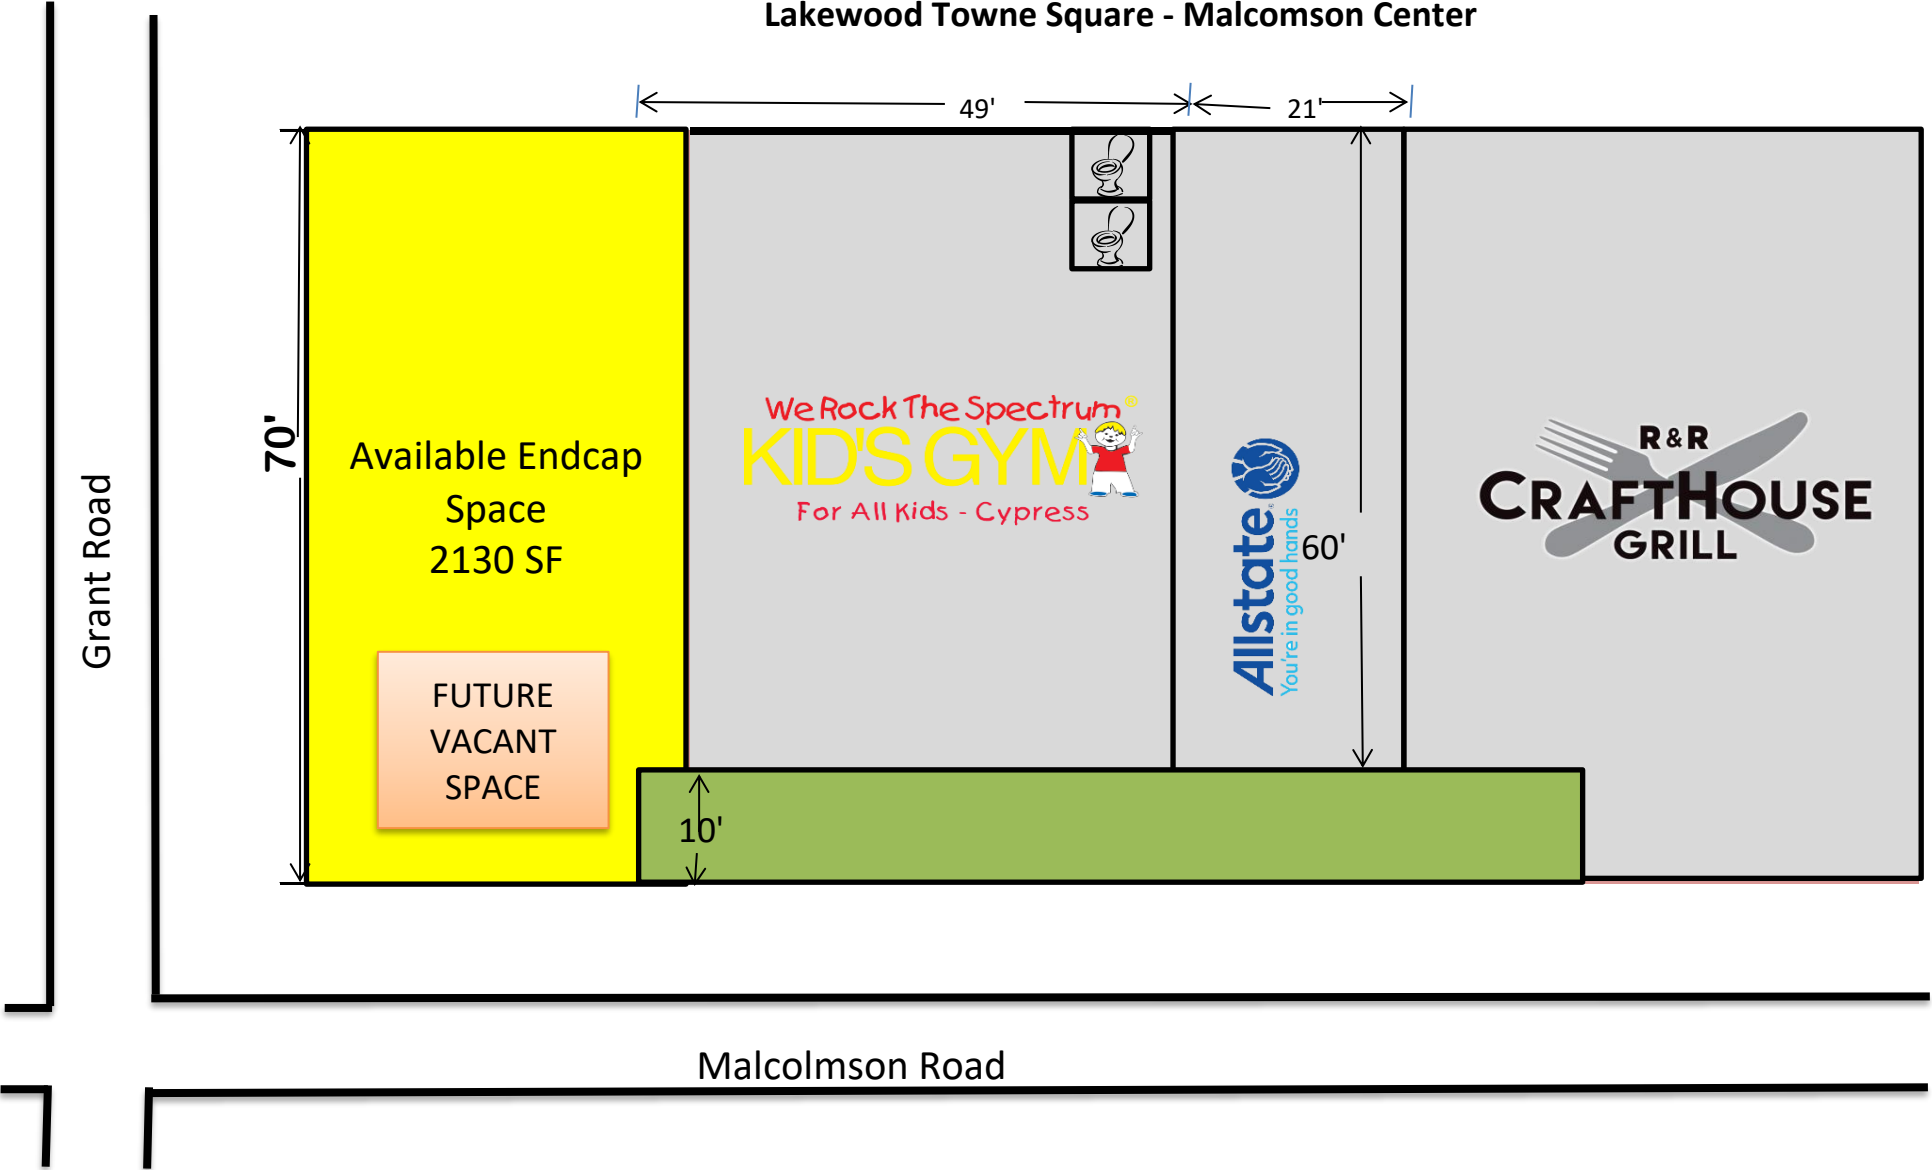 Lakewood Towne Square - Malcomson Center
49'
21'
70'
Available Endcap
Space
2130 SF
FUTURE
VACANT
SPACE
We Rock The Spectrum®
KID'S GYM
For All Kids - Cypress
Allstate®
You're in good hands
60'
R&R
CRAFTHOUSE
GRILL
10'
Grant Road
Malcolmson Road